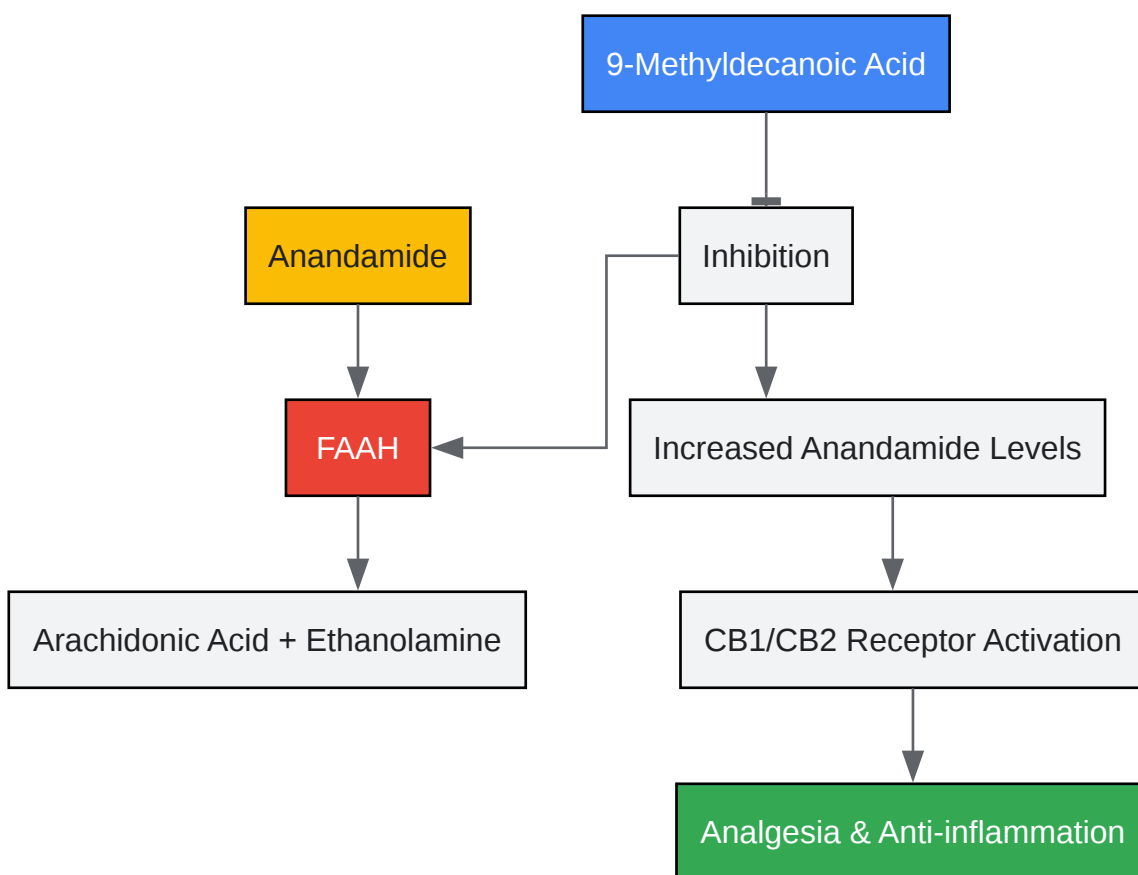 9-Methyldecanoic Acid
Anandamide
Inhibition
FAAH
Increased Anandamide Levels
Arachidonic Acid + Ethanolamine
CB1/CB2 Receptor Activation
Analgesia & Anti-inflammation